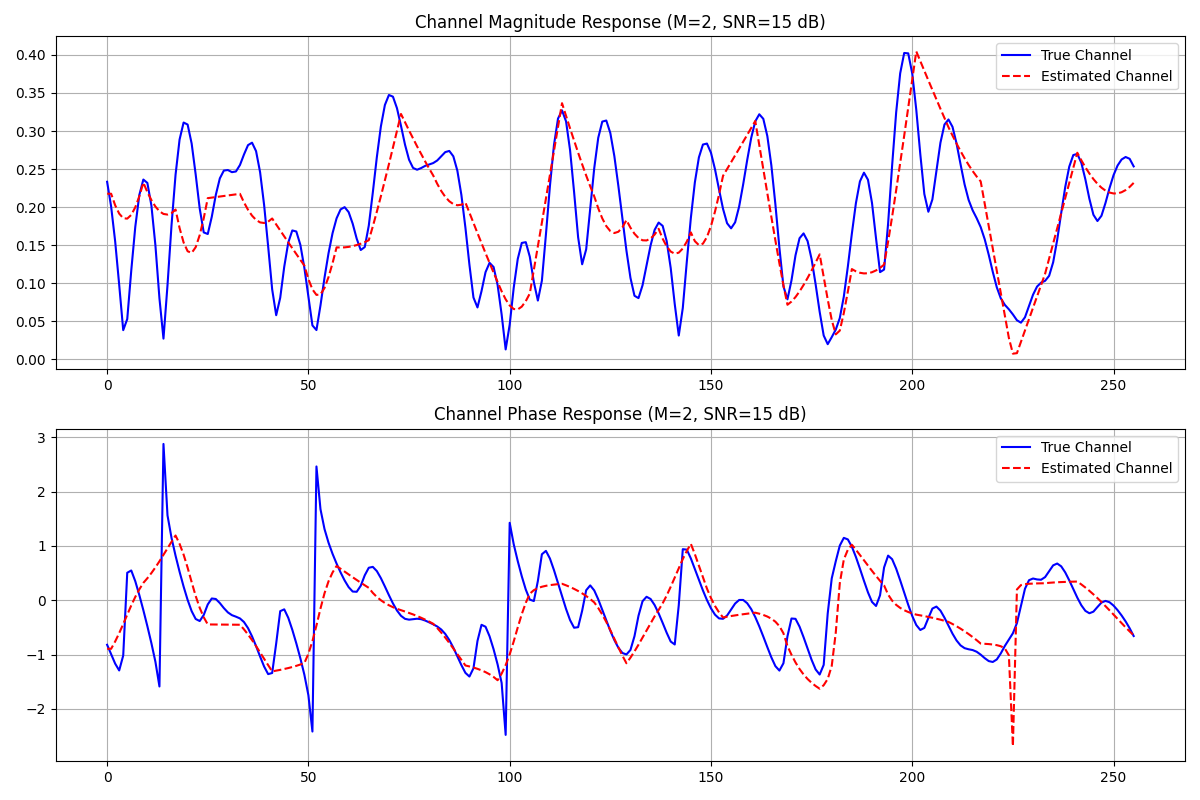 Channel Magnitude Response (M=2, SNR=15 dB)
True Channel
Estimated Channel
0.40
0.35
0.30
0.25
0.20
0.15
0.10
0.05
0.00
0 50 100 150 200 250
Channel Phase Response (M=2, SNR=15 dB)
True Channel
Estimated Channel
3
2
1
0
−1
−2
0 50 100 150 200 250